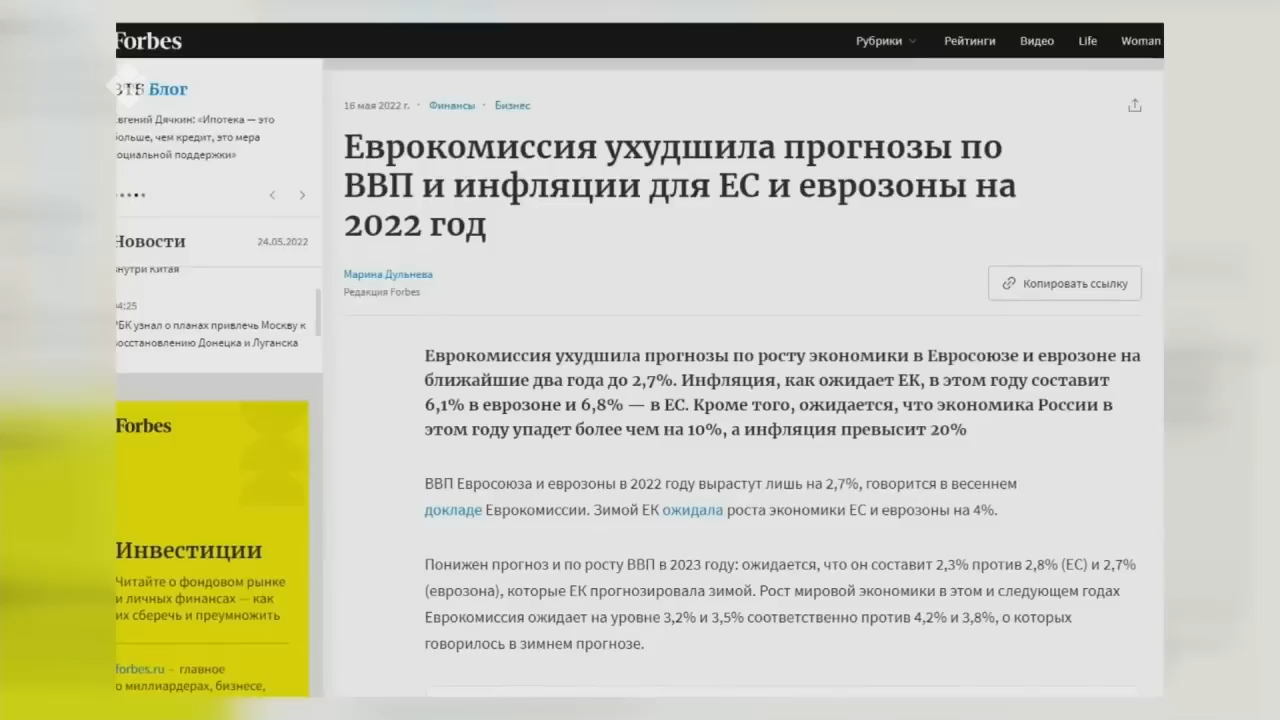 Forbes
Рубрики
Рейтинги
Видео
Life
Woman
Блог
Евгений Дячкин: «Ипотека — это
больше, чем кредит, это мера
социальной поддержки»
Новости
24.05.2022
внутри Китая
04:25
РБК узнал о планах привлечь Москву к
восстановлению Донецка и Луганска
Forbes
Инвестиции
Читайте о фондовом рынке
и личных финансах — как
их сберечь и преумножить
forbes.ru – главное
о миллиардерах, бизнесе,
16 мая 2022 г. · Финансы · Бизнес
Еврокомиссия ухудшила прогнозы по
ВВП и инфляции для ЕС и еврозоны на
2022 год
Марина Дульнева
Редакция Forbes
Копировать ссылку
Еврокомиссия ухудшила прогнозы по росту экономики в Евросоюзе и еврозоне на
ближайшие два года до 2,7%. Инфляция, как ожидает ЕК, в этом году составит
6,1% в еврозоне и 6,8% — в ЕС. Кроме того, ожидается, что экономика России в
этом году упадет более чем на 10%, а инфляция превысит 20%
ВВП Евросоюза и еврозоны в 2022 году вырастут лишь на 2,7%, говорится в весеннем
докладе Еврокомиссии. Зимой ЕК ожидала роста экономики ЕС и еврозоны на 4%.
Понижен прогноз и по росту ВВП в 2023 году: ожидается, что он составит 2,3% против 2,8% (ЕС) и 2,7%
(еврозона), которые ЕК прогнозировала зимой. Рост мировой экономики в этом и следующем годах
Еврокомиссия ожидает на уровне 3,2% и 3,5% соответственно против 4,2% и 3,8%, о которых
говорилось в зимнем прогнозе.